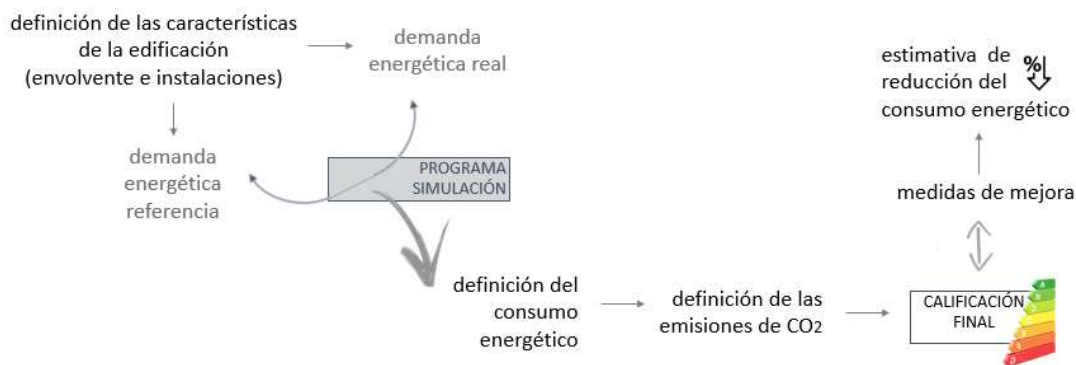 definición de las características
de la edificación
(envolvente e instalaciones)
demanda
energética real
demanda
energética
referencia
PROGRAMA
SIMULACIÓN
definición del
consumo
energético
definición de las
emisiones de CO2
CALIFICACIÓN
FINAL
A
medidas de mejora
estimativa de
reducción del
consumo energético
%